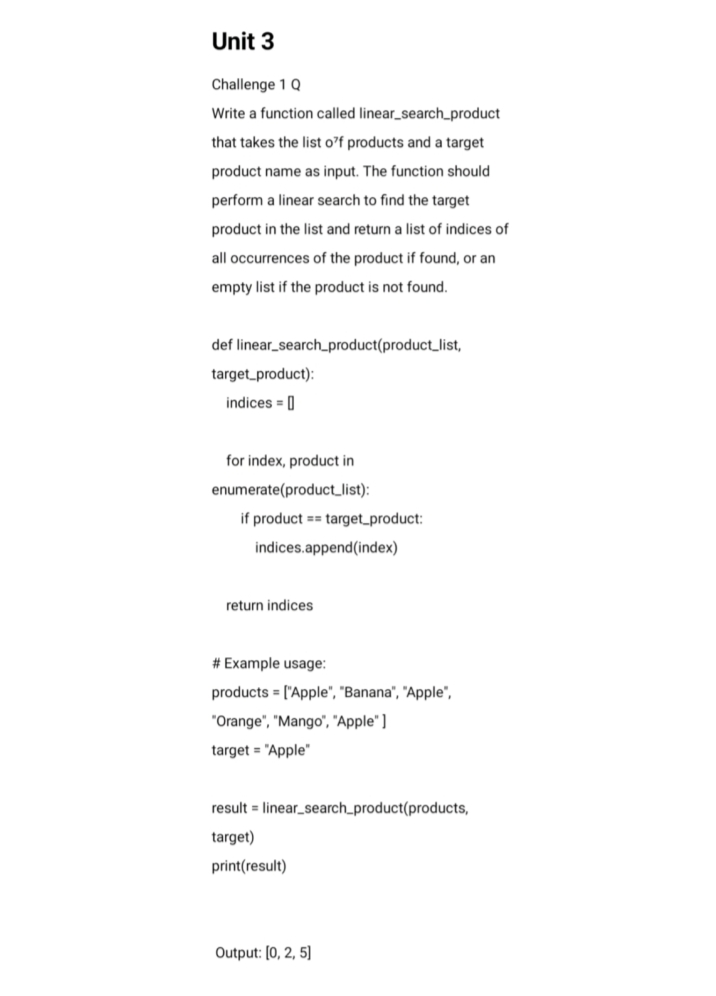 Unit 3
Challenge 1 Q
Write a function called linear_search_product
that takes the list o⁷f products and a target
product name as input. The function should
perform a linear search to find the target
product in the list and return a list of indices of
all occurrences of the product if found, or an
empty list if the product is not found.
def linear_search_product(product_list,
target_product):
indices = []
for index, product in
enumerate(product_list):
if product == target_product:
indices.append(index)
return indices
# Example usage:
products = ["Apple", "Banana", "Apple",
"Orange", "Mango", "Apple" ]
target = "Apple"
result = linear_search_product(products,
target)
print(result)
Output: [0, 2, 5]